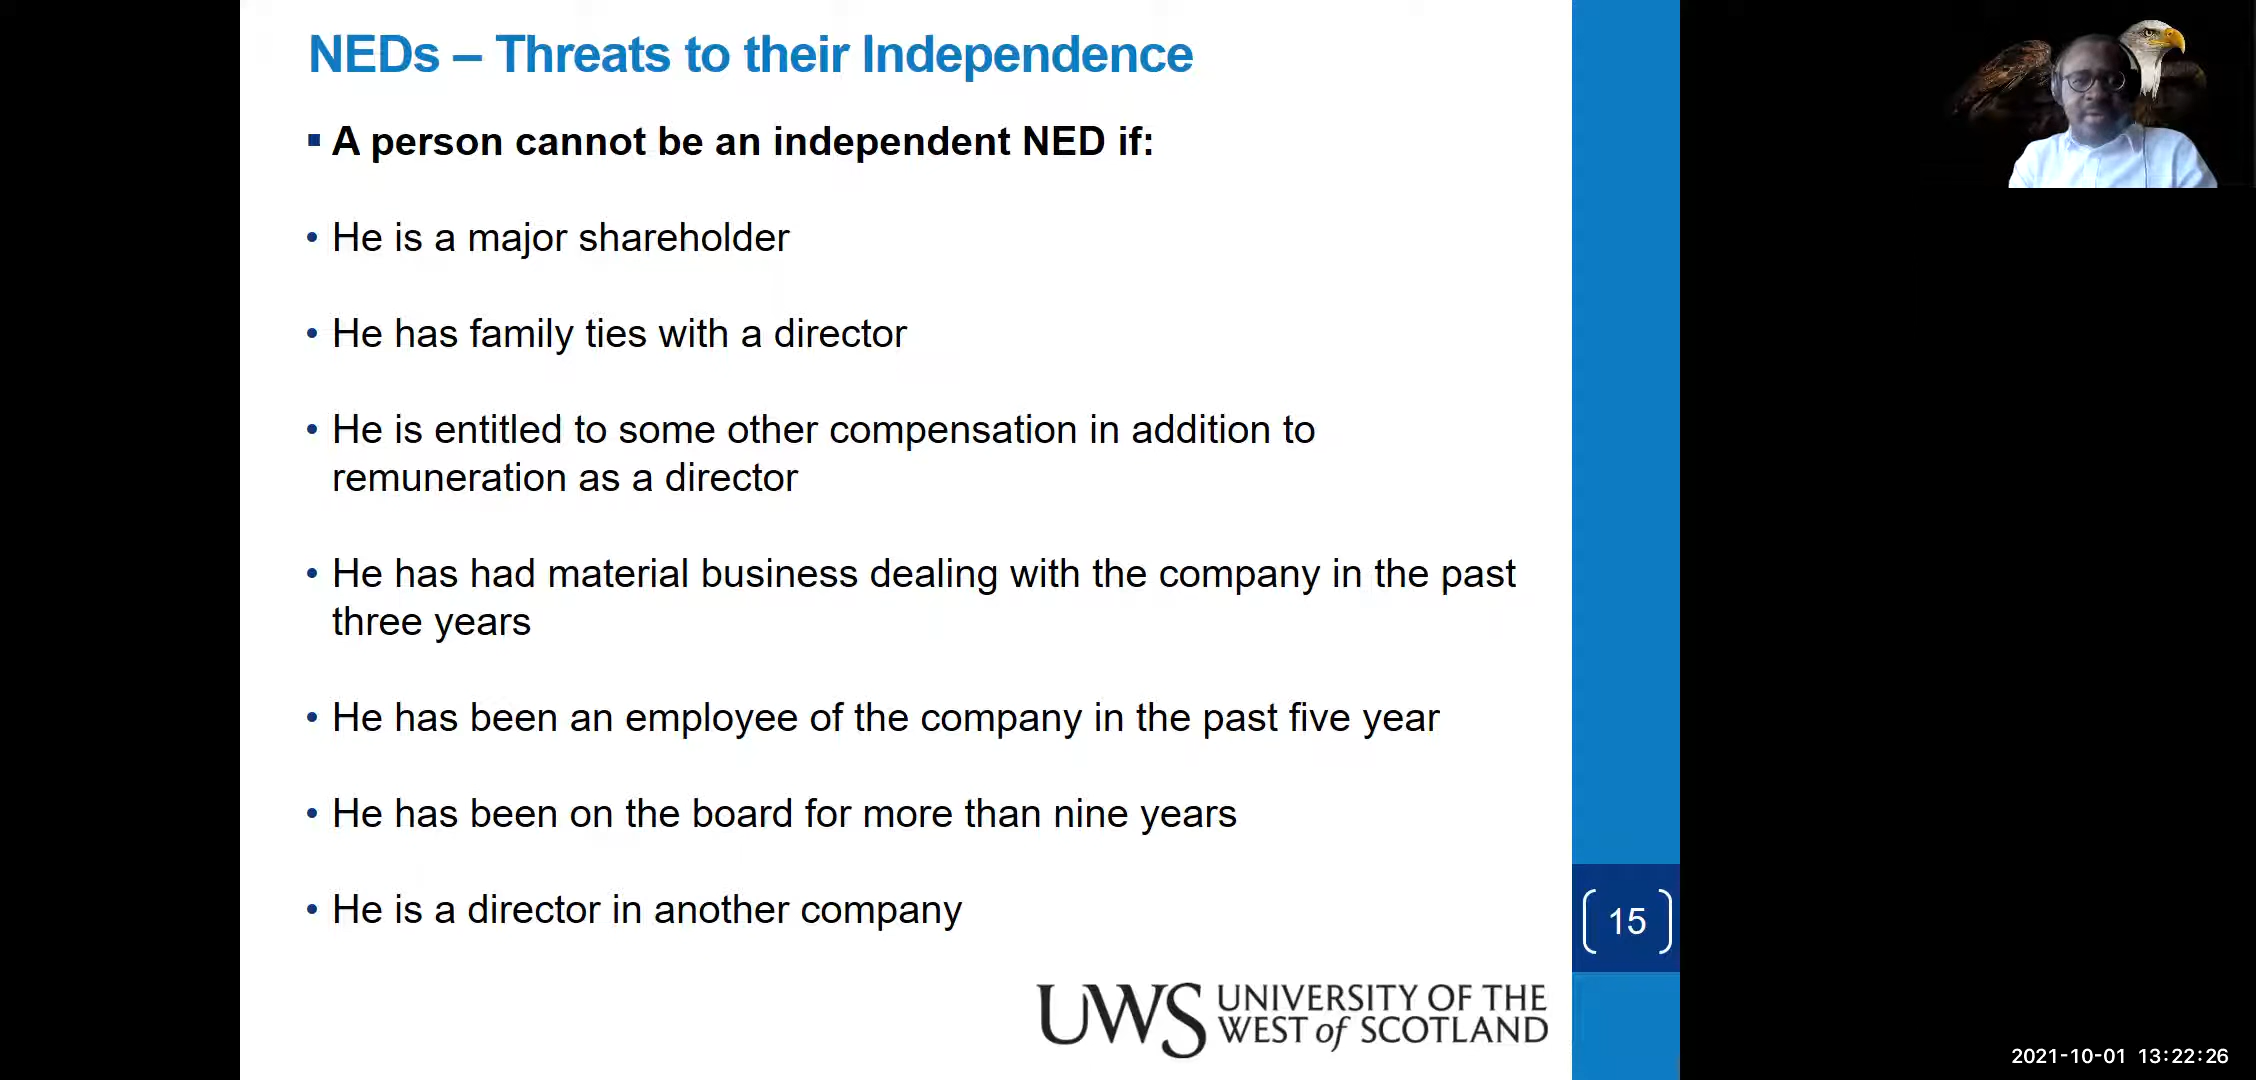 NEDs – Threats to their Independence
▪ A person cannot be an independent NED if:
• He is a major shareholder
• He has family ties with a director
• He is entitled to some other compensation in addition to
remuneration as a director
• He has had material business dealing with the company in the past
three years
• He has been an employee of the company in the past five year
• He has been on the board for more than nine years
• He is a director in another company
15
UWS UNIVERSITY OF THE
WEST of SCOTLAND
2021-10-01 13:22:26